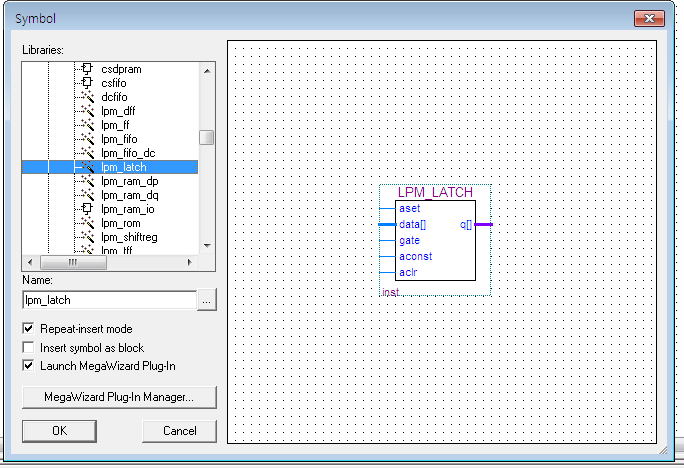 Symbol
Libraries:
csdpram
csfifo
dcfifo
lpm_dff
lpm_ff
lpm_fifo
lpm_fifo_dc
lpm_latch
lpm_ram_dp
lpm_ram_dq
lpm_ram_io
lpm_rom
lpm_shiftreg
lpm_tff
Name:
lpm_latch
...
Repeat-insert mode
Insert symbol as block
Launch MegaWizard Plug-In
MegaWizard Plug-In Manager...
OK Cancel
LPM_LATCH
aset
data[] q[]
gate
aconst
aclr
inst